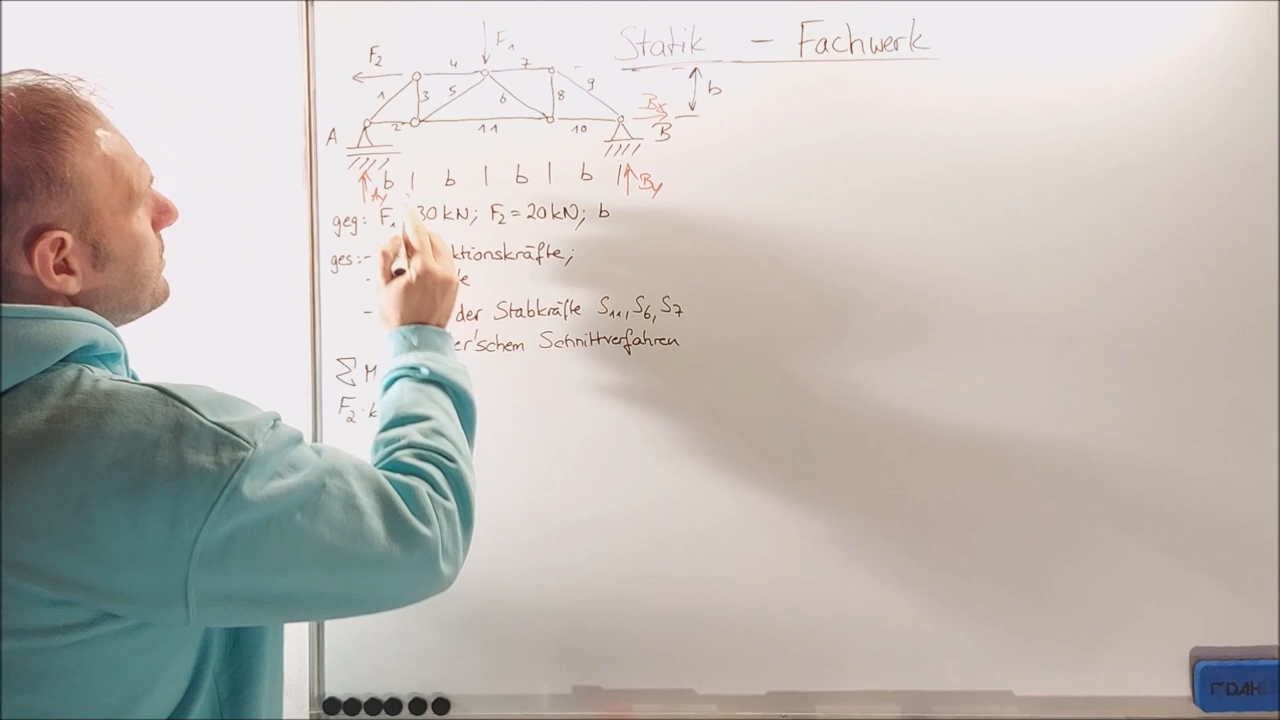 Statik - Fachwerk
F₂ F₁
4 7
1 3 5 6 8 9 b
Bx
A 2 11 10 B
b | b | b | b |
Ay By
geg: F₁ 30 kN; F₂ = 20 kN; b
ges: - ktionskräfte;
-
- der Stabkräfte S₁₁, S₆, S₇
er'schem Schnittverfahren
∑ M
F₂ ·
DAH